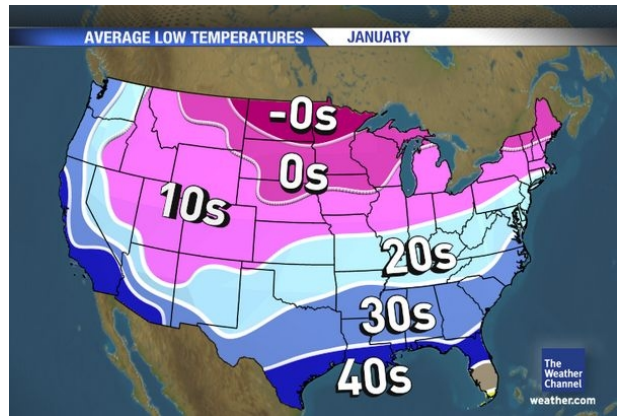 AVERAGE LOW TEMPERATURES JANUARY
-0s
0s
10s
20s
30s
40s
The
Weather
Channel
weather.com